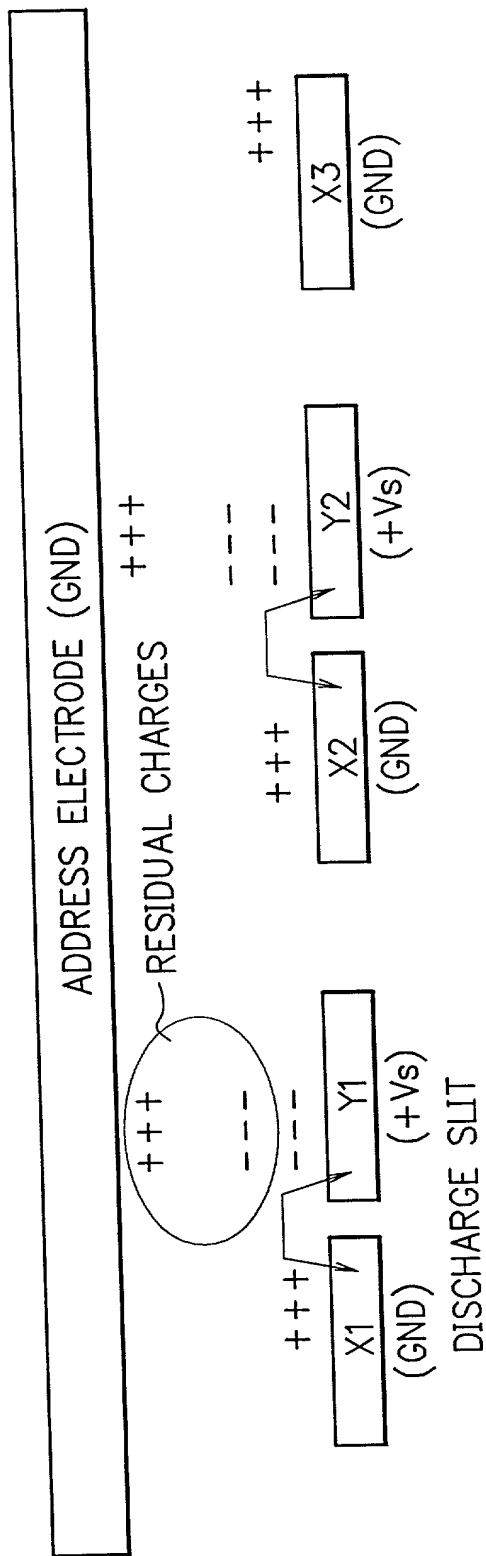 ADDRESS ELECTRODE (GND)
RESIDUAL CHARGES
+++ +++
--- ---
+++ --- +++ --- +++
X1 Y1 X2 Y2 X3
(GND) (+Vs) (GND) (+Vs) (GND)
DISCHARGE SLIT